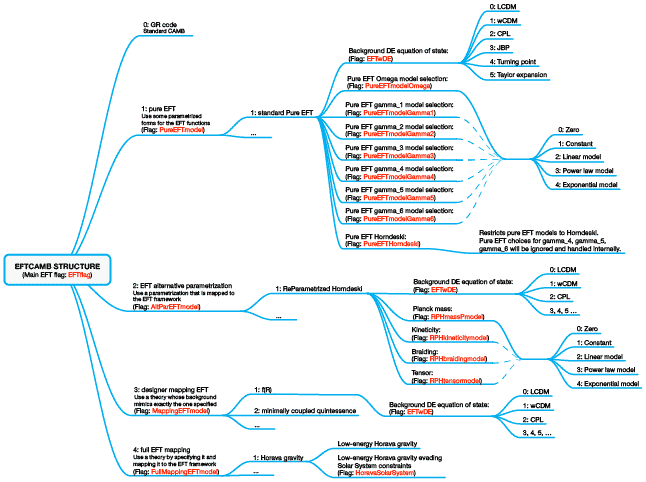 EFTCAMB STRUCTURE
(Main EFT flag: EFTflag)
0: GR code
Standard CAMB
1: pure EFT
Use some parametrized
forms for the EFT functions
(Flag: PureEFTmodel)
1: standard Pure EFT
...
Background DE equation of state:
(Flag: EFTwDE)
0: LCDM
1: wCDM
2: CPL
3: JBP
4: Turning point
5: Taylor expansion
Pure EFT Omega model selection:
(Flag: PureEFTmodelOmega)
Pure EFT gamma_1 model selection:
(Flag: PureEFTmodelGamma1)
Pure EFT gamma_2 model selection:
(Flag: PureEFTmodelGamma2)
Pure EFT gamma_3 model selection:
(Flag: PureEFTmodelGamma3)
Pure EFT gamma_4 model selection:
(Flag: PureEFTmodelGamma4)
Pure EFT gamma_5 model selection:
(Flag: PureEFTmodelGamma5)
Pure EFT gamma_6 model selection:
(Flag: PureEFTmodelGamma6)
0: Zero
1: Constant
2: Linear model
3: Power law model
4: Exponential model
Pure EFT Horndeski:
(Flag: PureEFTHorndeski)
Restricts pure EFT models to Horndeski.
Pure EFT choices for gamma_4, gamma_5,
gamma_6 will be ignored and handled internally.
2: EFT alternative parametrization
Use a parametrization that is mapped to
the EFT framework
(Flag: AltParEFTmodel)
1: ReParametrized Horndeski
...
Background DE equation of state:
(Flag: EFTwDE)
0: LCDM
1: wCDM
2: CPL
3, 4, 5 ...
Planck mass:
(Flag: RPHmassPmodel)
Kineticity:
(Flag: RPHkineticitymodel)
Braiding:
(Flag: RPHbraidingmodel)
Tensor:
(Flag: RPHtensormodel)
0: Zero
1: Constant
2: Linear model
3: Power law model
4: Exponential model
3: designer mapping EFT
Use a theory whose background
mimics exactly the one specified
(Flag: MappingEFTmodel)
1: f(R)
2: minimally coupled quintessence
...
Background DE equation of state:
(Flag: EFTwDE)
0: LCDM
1: wCDM
2: CPL
3, 4, 5, ...
4: full EFT mapping
Use a theory by specifying it and
mapping it to the EFT framework
(Flag: FullMappingEFTmodel)
1: Horava gravity
...
Low-energy Horava gravity
Low-energy Horava gravity evading
Solar System constraints
(Flag: HoravaSolarSystem)